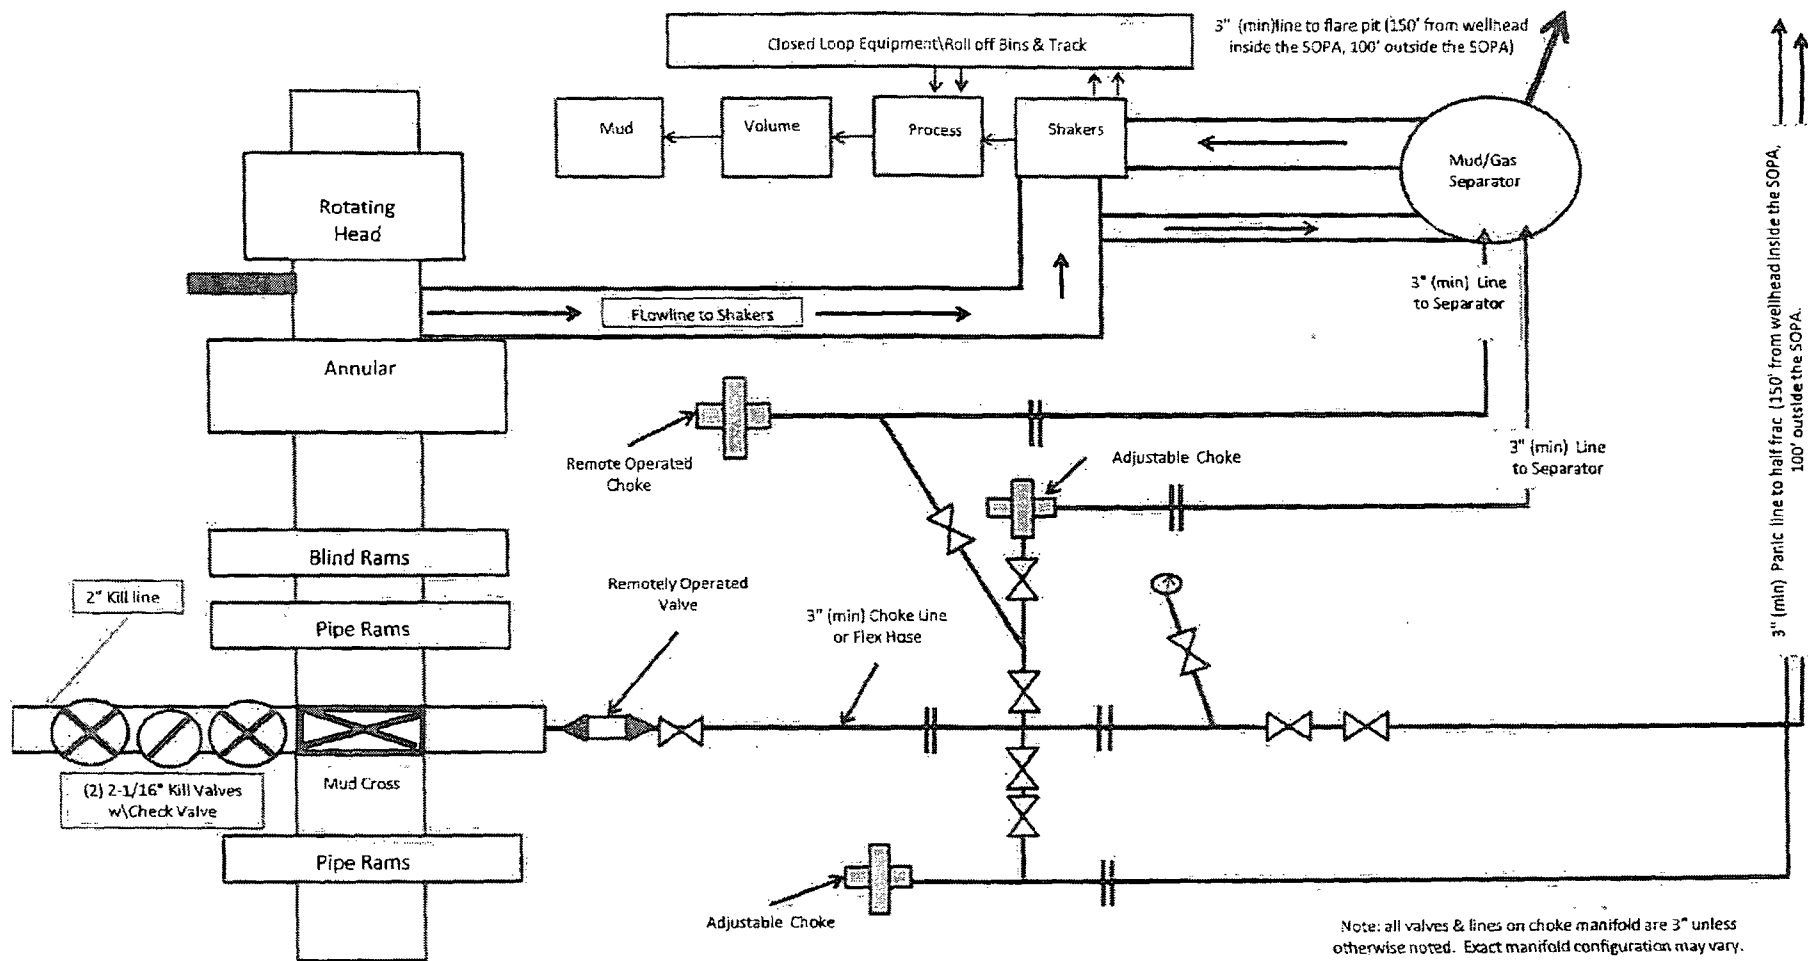 Closed Loop Equipment\Roll off Bins & Track
3" (min)line to flare pit (150' from wellhead
inside the SOPA, 100' outside the SOPA)
Mud
Volume
Process
Shakers
Mud/Gas
Separator
Rotating
Head
FLowline to Shakers
3" (min) Line
to Separator
Annular
Remote Operated
Choke
Adjustable Choke
3" (min) Line
to Separator
3" (min) Panic line to half frac (150' from wellhead inside the SOPA,
100' outside the SOPA.
Blind Rams
2" Kill line
Pipe Rams
Remotely Operated
Valve
3" (min) Choke Line
or Flex Hose
(2) 2-1/16" Kill Valves
w\Check Valve
Mud Cross
Pipe Rams
Adjustable Choke
Note: all valves & lines on choke manifold are 3" unless
otherwise noted. Exact manifold configuration may vary.